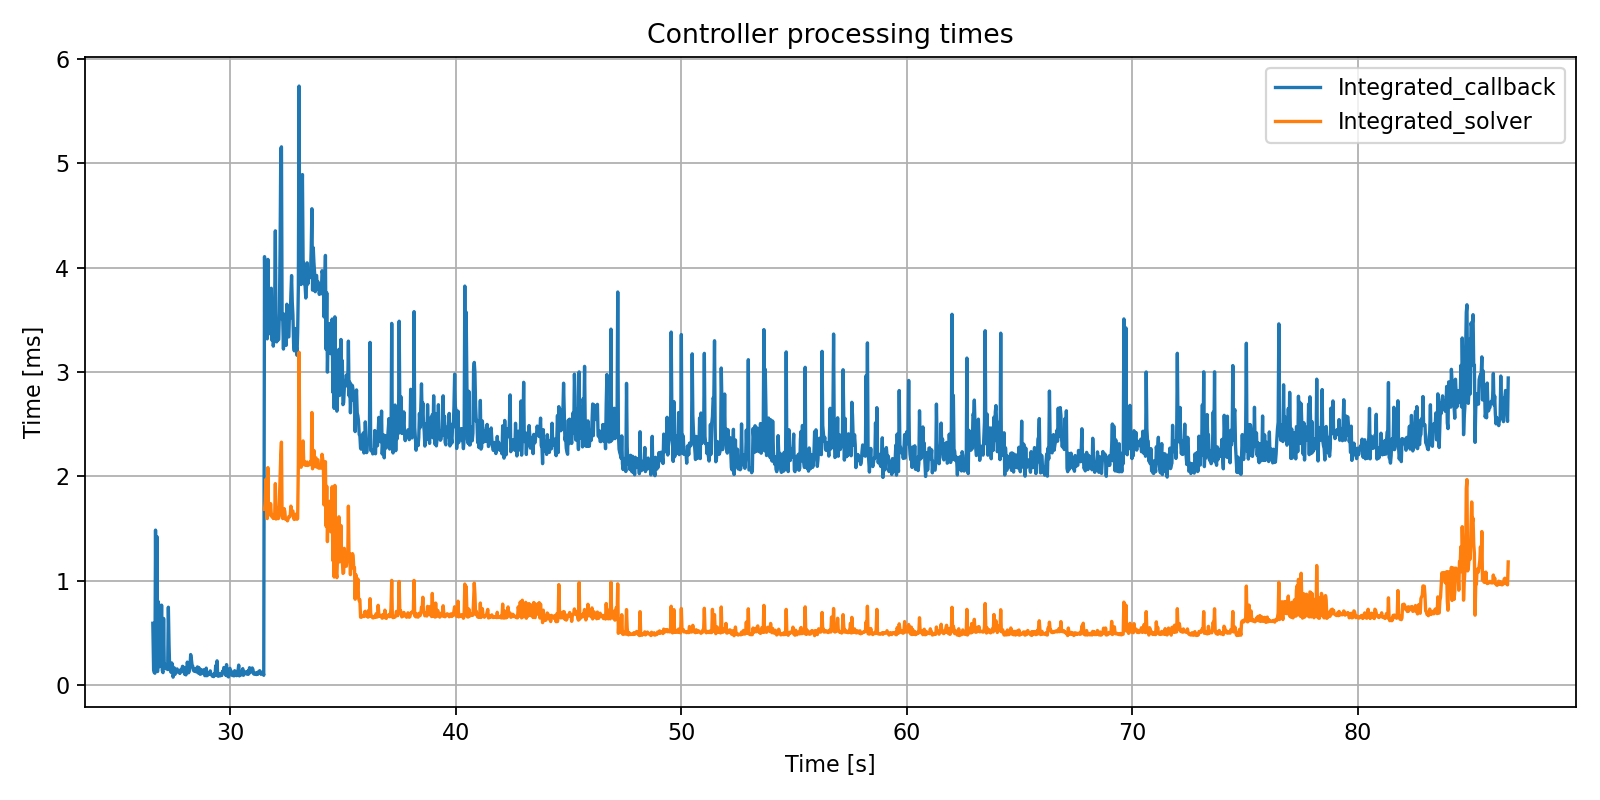 Controller processing times
Integrated_callback
Integrated_solver
Time [ms]
6
5
4
3
2
1
0
30 40 50 60 70 80
Time [s]